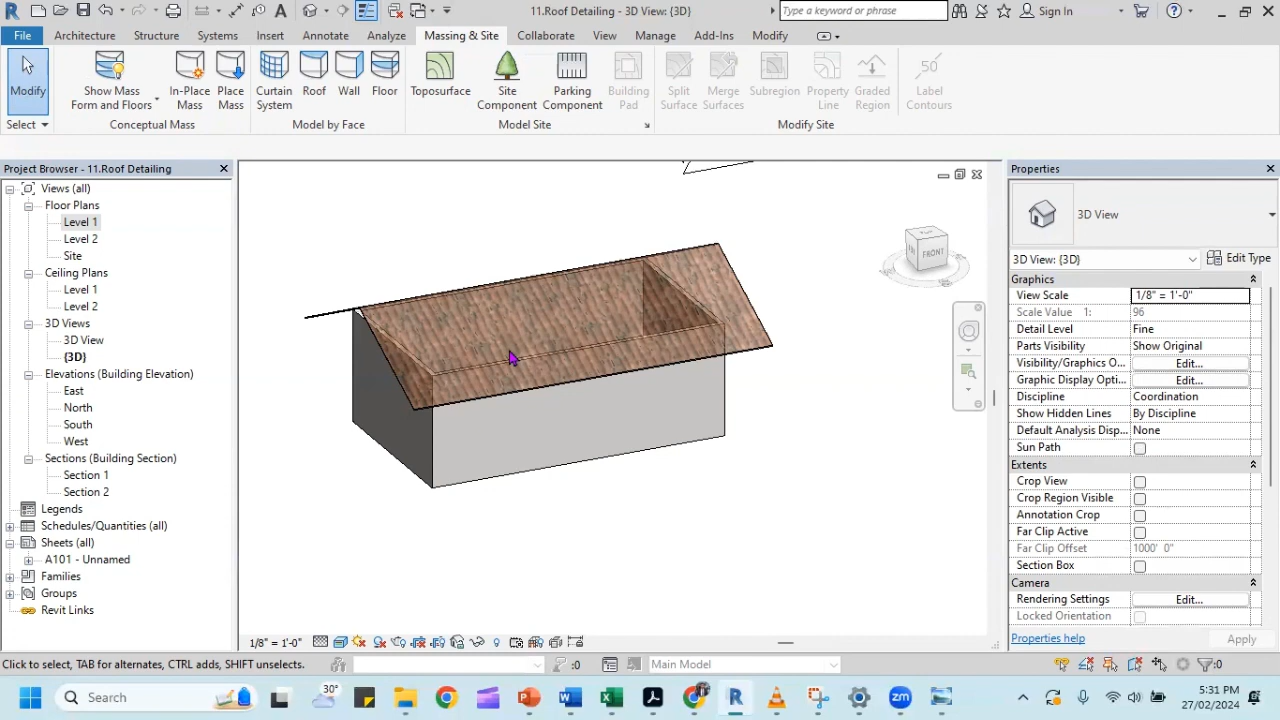 11.Roof Detailing - 3D View: {3D}
Type a keyword or phrase
Sign In
File
Architecture
Structure
Systems
Insert
Annotate
Analyze
Massing & Site
Collaborate
View
Manage
Add-Ins
Modify
Modify
Show Mass
Form and Floors
In-Place
Mass
Place
Mass
Curtain
System
Roof
Wall
Floor
Toposurface
Site
Component
Parking
Component
Building
Pad
Split
Surface
Merge
Surfaces
Subregion
Property
Line
Graded
Region
50
Label
Contours
Select
Conceptual Mass
Model by Face
Model Site
Modify Site
Project Browser - 11.Roof Detailing
Views (all)
Floor Plans
Level 1
Level 2
Site
Ceiling Plans
Level 1
Level 2
3D Views
3D View
{3D}
Elevations (Building Elevation)
East
North
South
West
Sections (Building Section)
Section 1
Section 2
Legends
Schedules/Quantities (all)
Sheets (all)
A101 - Unnamed
Families
Groups
Revit Links
FRONT
Properties
3D View
3D View: {3D}
Edit Type
Graphics
View Scale 1/8" = 1'-0"
Scale Value 1: 96
Detail Level Fine
Parts Visibility Show Original
Visibility/Graphics O... Edit...
Graphic Display Opti... Edit...
Discipline Coordination
Show Hidden Lines By Discipline
Default Analysis Disp... None
Sun Path
Extents
Crop View
Crop Region Visible
Annotation Crop
Far Clip Active
Far Clip Offset 1000' 0"
Section Box
Camera
Rendering Settings Edit...
Locked Orientation
Properties help
Apply
1/8" = 1'-0"
Click to select, TAB for alternates, CTRL adds, SHIFT unselects.
:0
Main Model
:0
Search
30°
zm
5:31 PM
27/02/2024